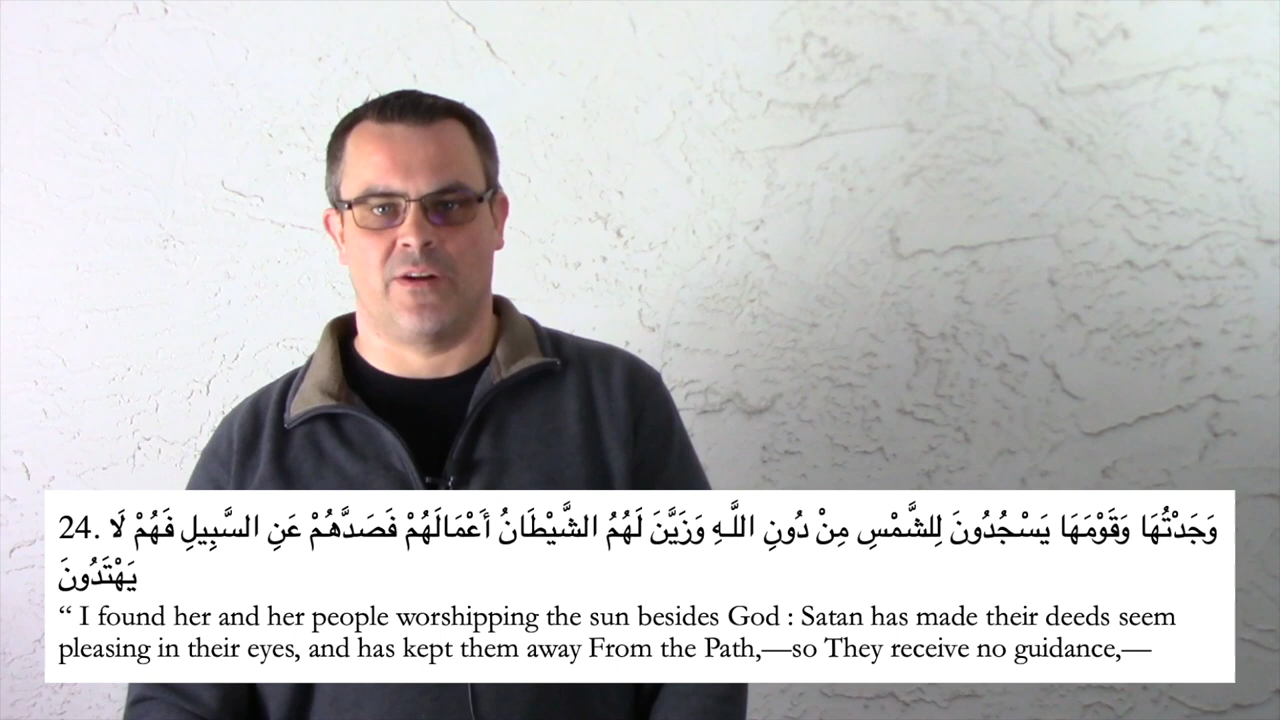 24. وَجَدْتُهَا وَقَوْمَهَا يَسْجُدُونَ لِلشَّمْسِ مِنْ دُونِ اللَّـهِ وَزَيَّنَ لَهُمُ الشَّيْطَانُ أَعْمَالَهُمْ فَصَدَّهُمْ عَنِ السَّبِيلِ فَهُمْ لَا
يَهْتَدُونَ
“ I found her and her people worshipping the sun besides God : Satan has made their deeds seem
pleasing in their eyes, and has kept them away From the Path,—so They receive no guidance,—